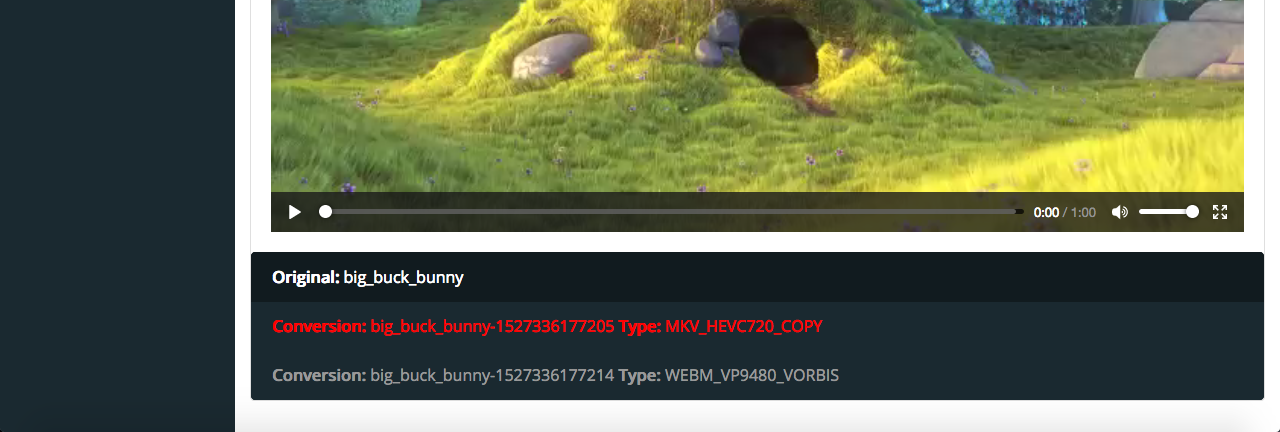 0:00 / 1:00
Original: big_buck_bunny
Conversion: big_buck_bunny-1527336177205 Type: MKV_HEVC720_COPY
Conversion: big_buck_bunny-1527336177214 Type: WEBM_VP9480_VORBIS